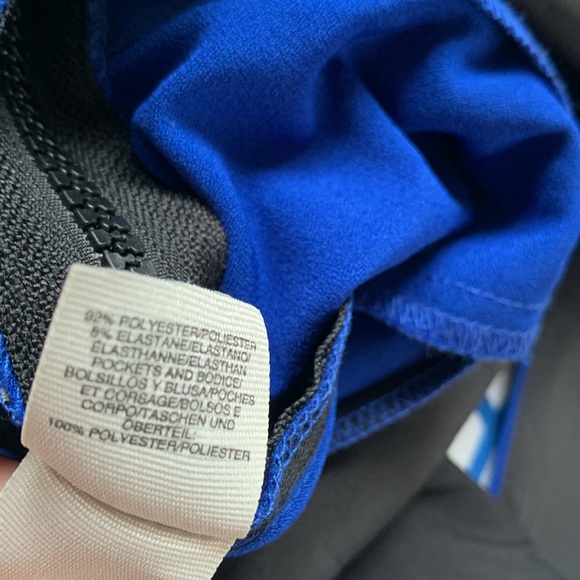 92% POLYESTER/POLIESTER
8% ELASTANE/ELASTANO/
ÉLASTHANNE/ELASTHAN
POCKETS AND BODICE/
BOLSILLOS Y BLUSA/POCHES
ET CORSAGE/BOLSOS E
CORPO/TASCHEN UND
OBERTEIL:
100% POLYESTER/POLIESTER